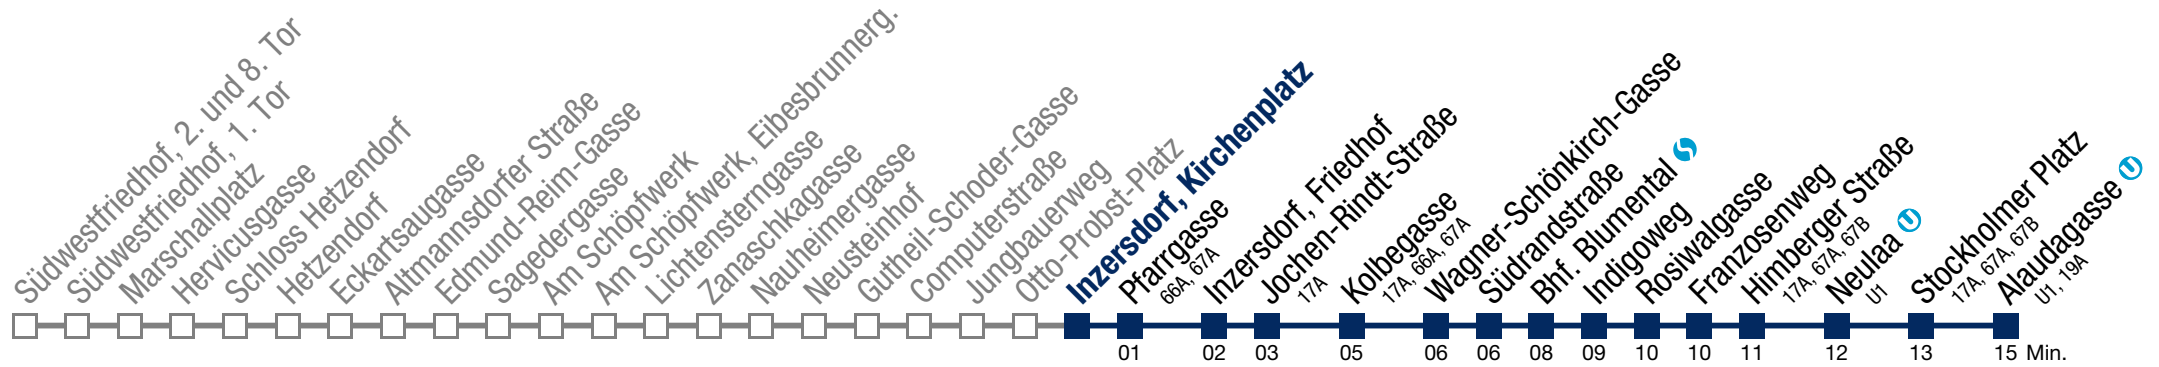 Südwestfriedhof, 2. und 8. Tor
Südwestfriedhof, 1. Tor
Marschallplatz
Hervicusgasse
Schloss Hetzendorf
Hetzendorf
Eckartsaugasse
Altmannsdorfer Straße
Edmund-Reim-Gasse
Sagedergasse
Am Schöpfwerk
Am Schöpfwerk, Eibesbrunnerg.
Lichtensterngasse
Zanaschkagasse
Nauheimergasse
Neusteinhof
Gutheil-Schoder-Gasse
Computerstraße
Jungbauerweg
Otto-Probst-Platz
Inzersdorf, Kirchenplatz
Pfarrgasse
66A, 67A
Inzersdorf, Friedhof
Jochen-Rindt-Straße
17A
Kolbegasse
17A, 66A, 67A
Wagner-Schönkirch-Gasse
Südrandstraße
Bhf. Blumental S
Indigoweg
Rosiwalgasse
Franzosenweg
Himberger Straße
17A, 67A, 67B
Neulaa U
U1
Stockholmer Platz
17A, 67A, 67B
Alaudagasse U
U1, 19A
01 02 03 05 06 06 08 09 10 10 11 12 13 15 Min.